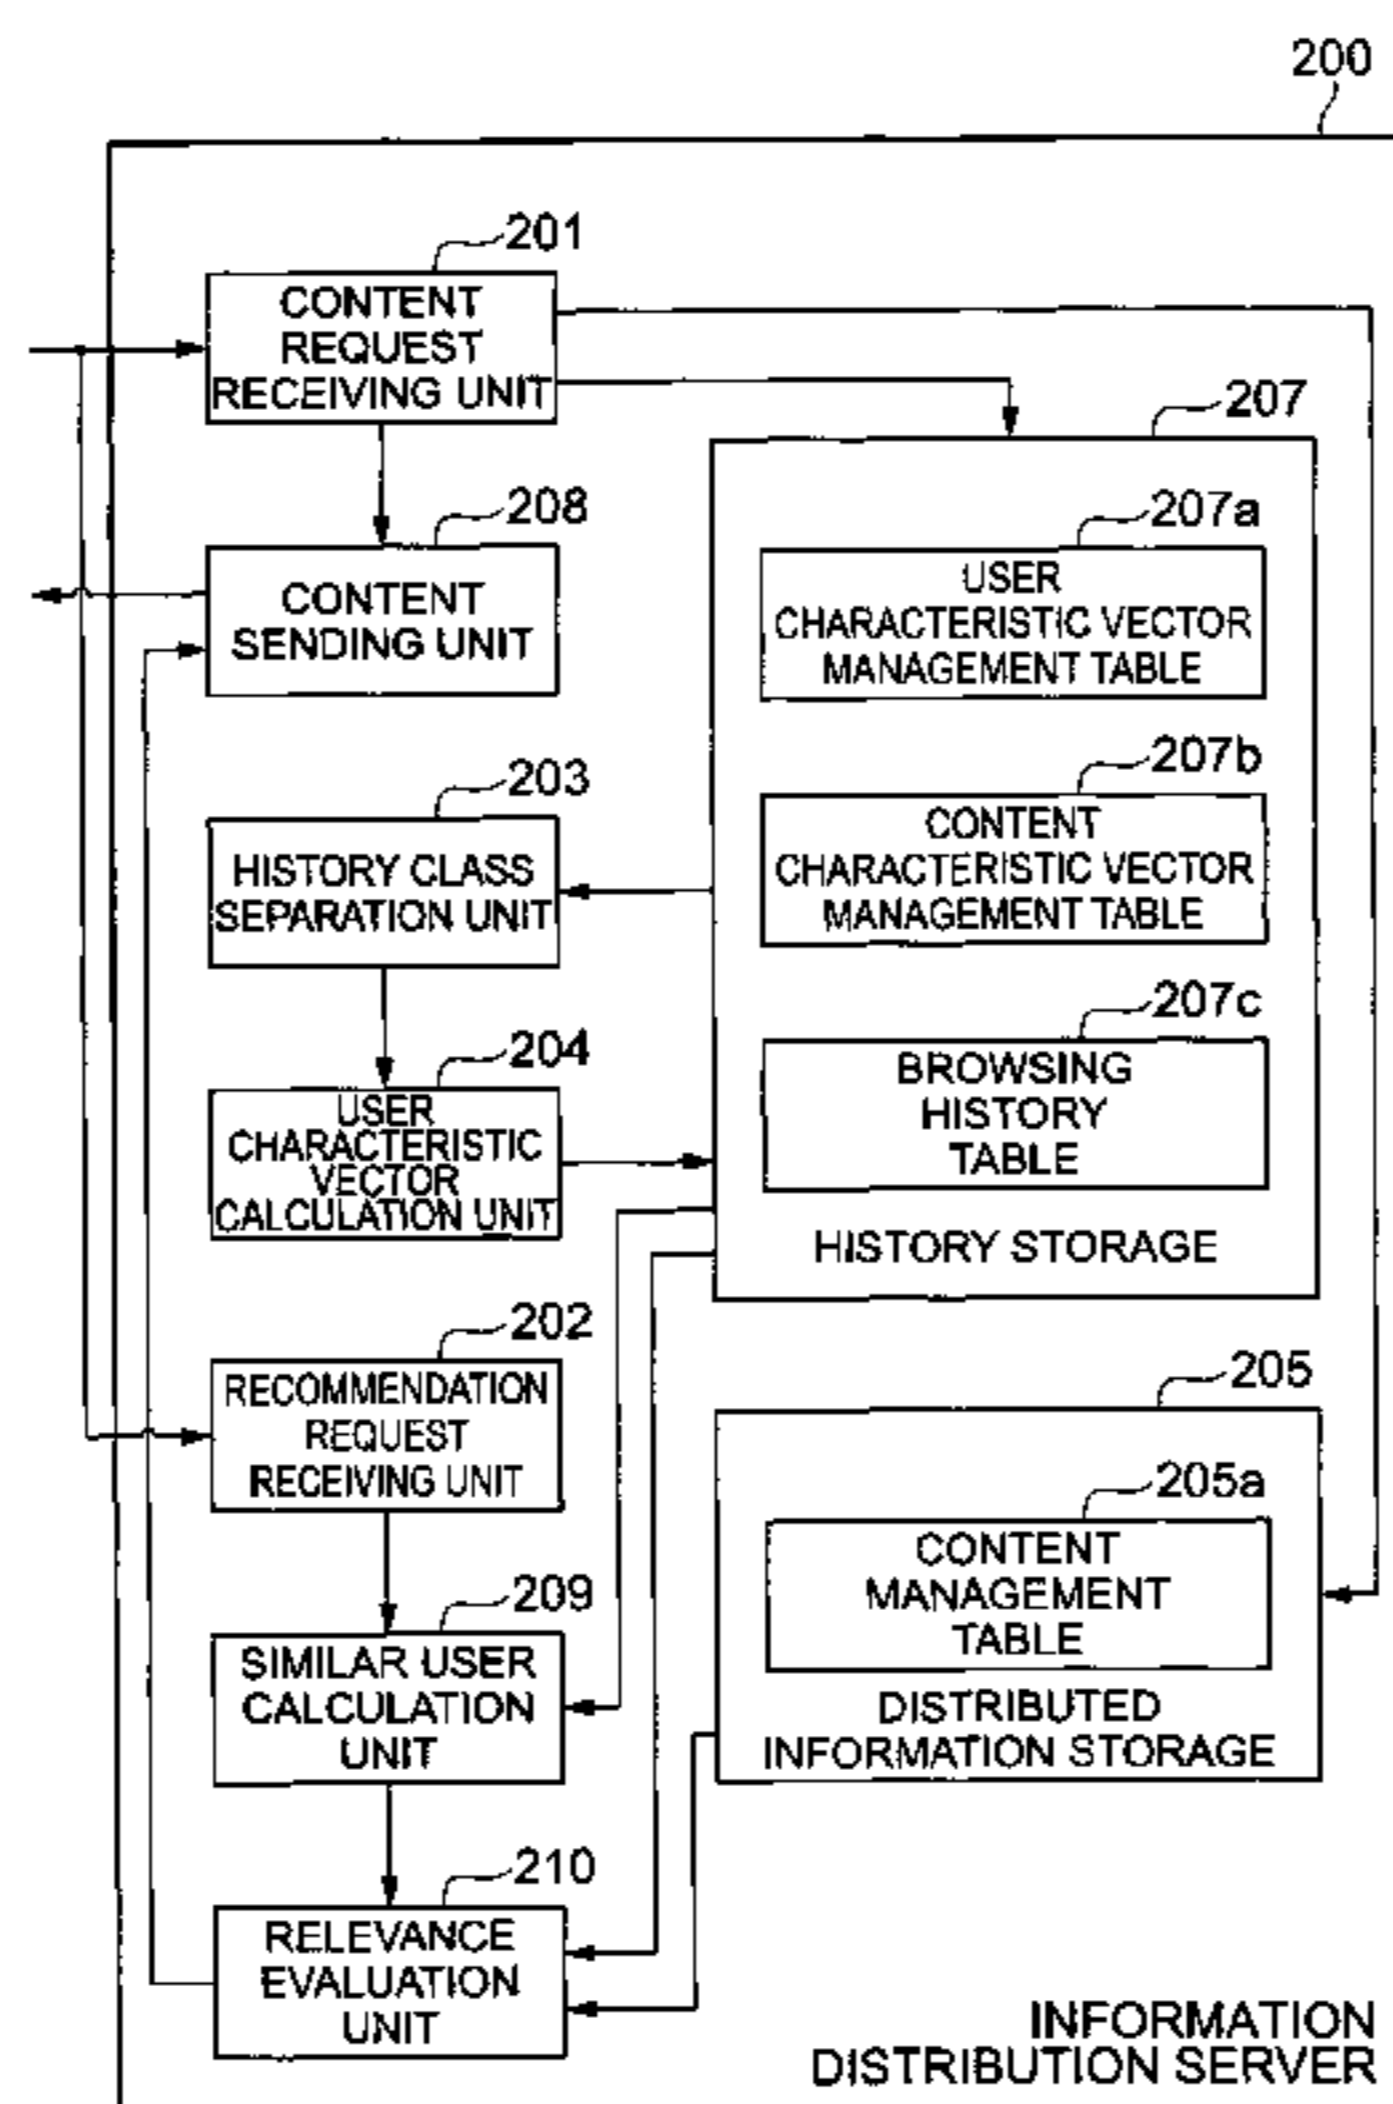 200
201
CONTENT
REQUEST
RECEIVING UNIT
207
208
CONTENT
SENDING UNIT
207a
USER
CHARACTERISTIC VECTOR
MANAGEMENT TABLE
203
HISTORY CLASS
SEPARATION UNIT
207b
CONTENT
CHARACTERISTIC VECTOR
MANAGEMENT TABLE
204
USER
CHARACTERISTIC
VECTOR
CALCULATION UNIT
207c
BROWSING
HISTORY
TABLE
HISTORY STORAGE
202
RECOMMENDATION
REQUEST
RECEIVING UNIT
205
205a
CONTENT
MANAGEMENT
TABLE
DISTRIBUTED
INFORMATION STORAGE
209
SIMILAR USER
CALCULATION
UNIT
210
RELEVANCE
EVALUATION
UNIT
INFORMATION
DISTRIBUTION SERVER